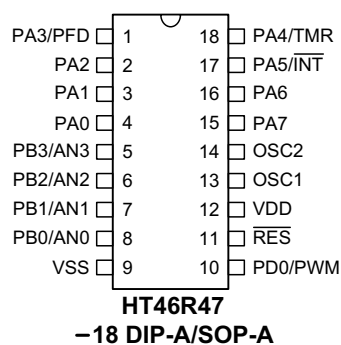 PA3/PFD 1 18 PA4/TMR
PA2 2 17 PA5/INT
PA1 3 16 PA6
PA0 4 15 PA7
PB3/AN3 5 14 OSC2
PB2/AN2 6 13 OSC1
PB1/AN1 7 12 VDD
PB0/AN0 8 11 RES
VSS 9 10 PD0/PWM
HT46R47
−18 DIP-A/SOP-A